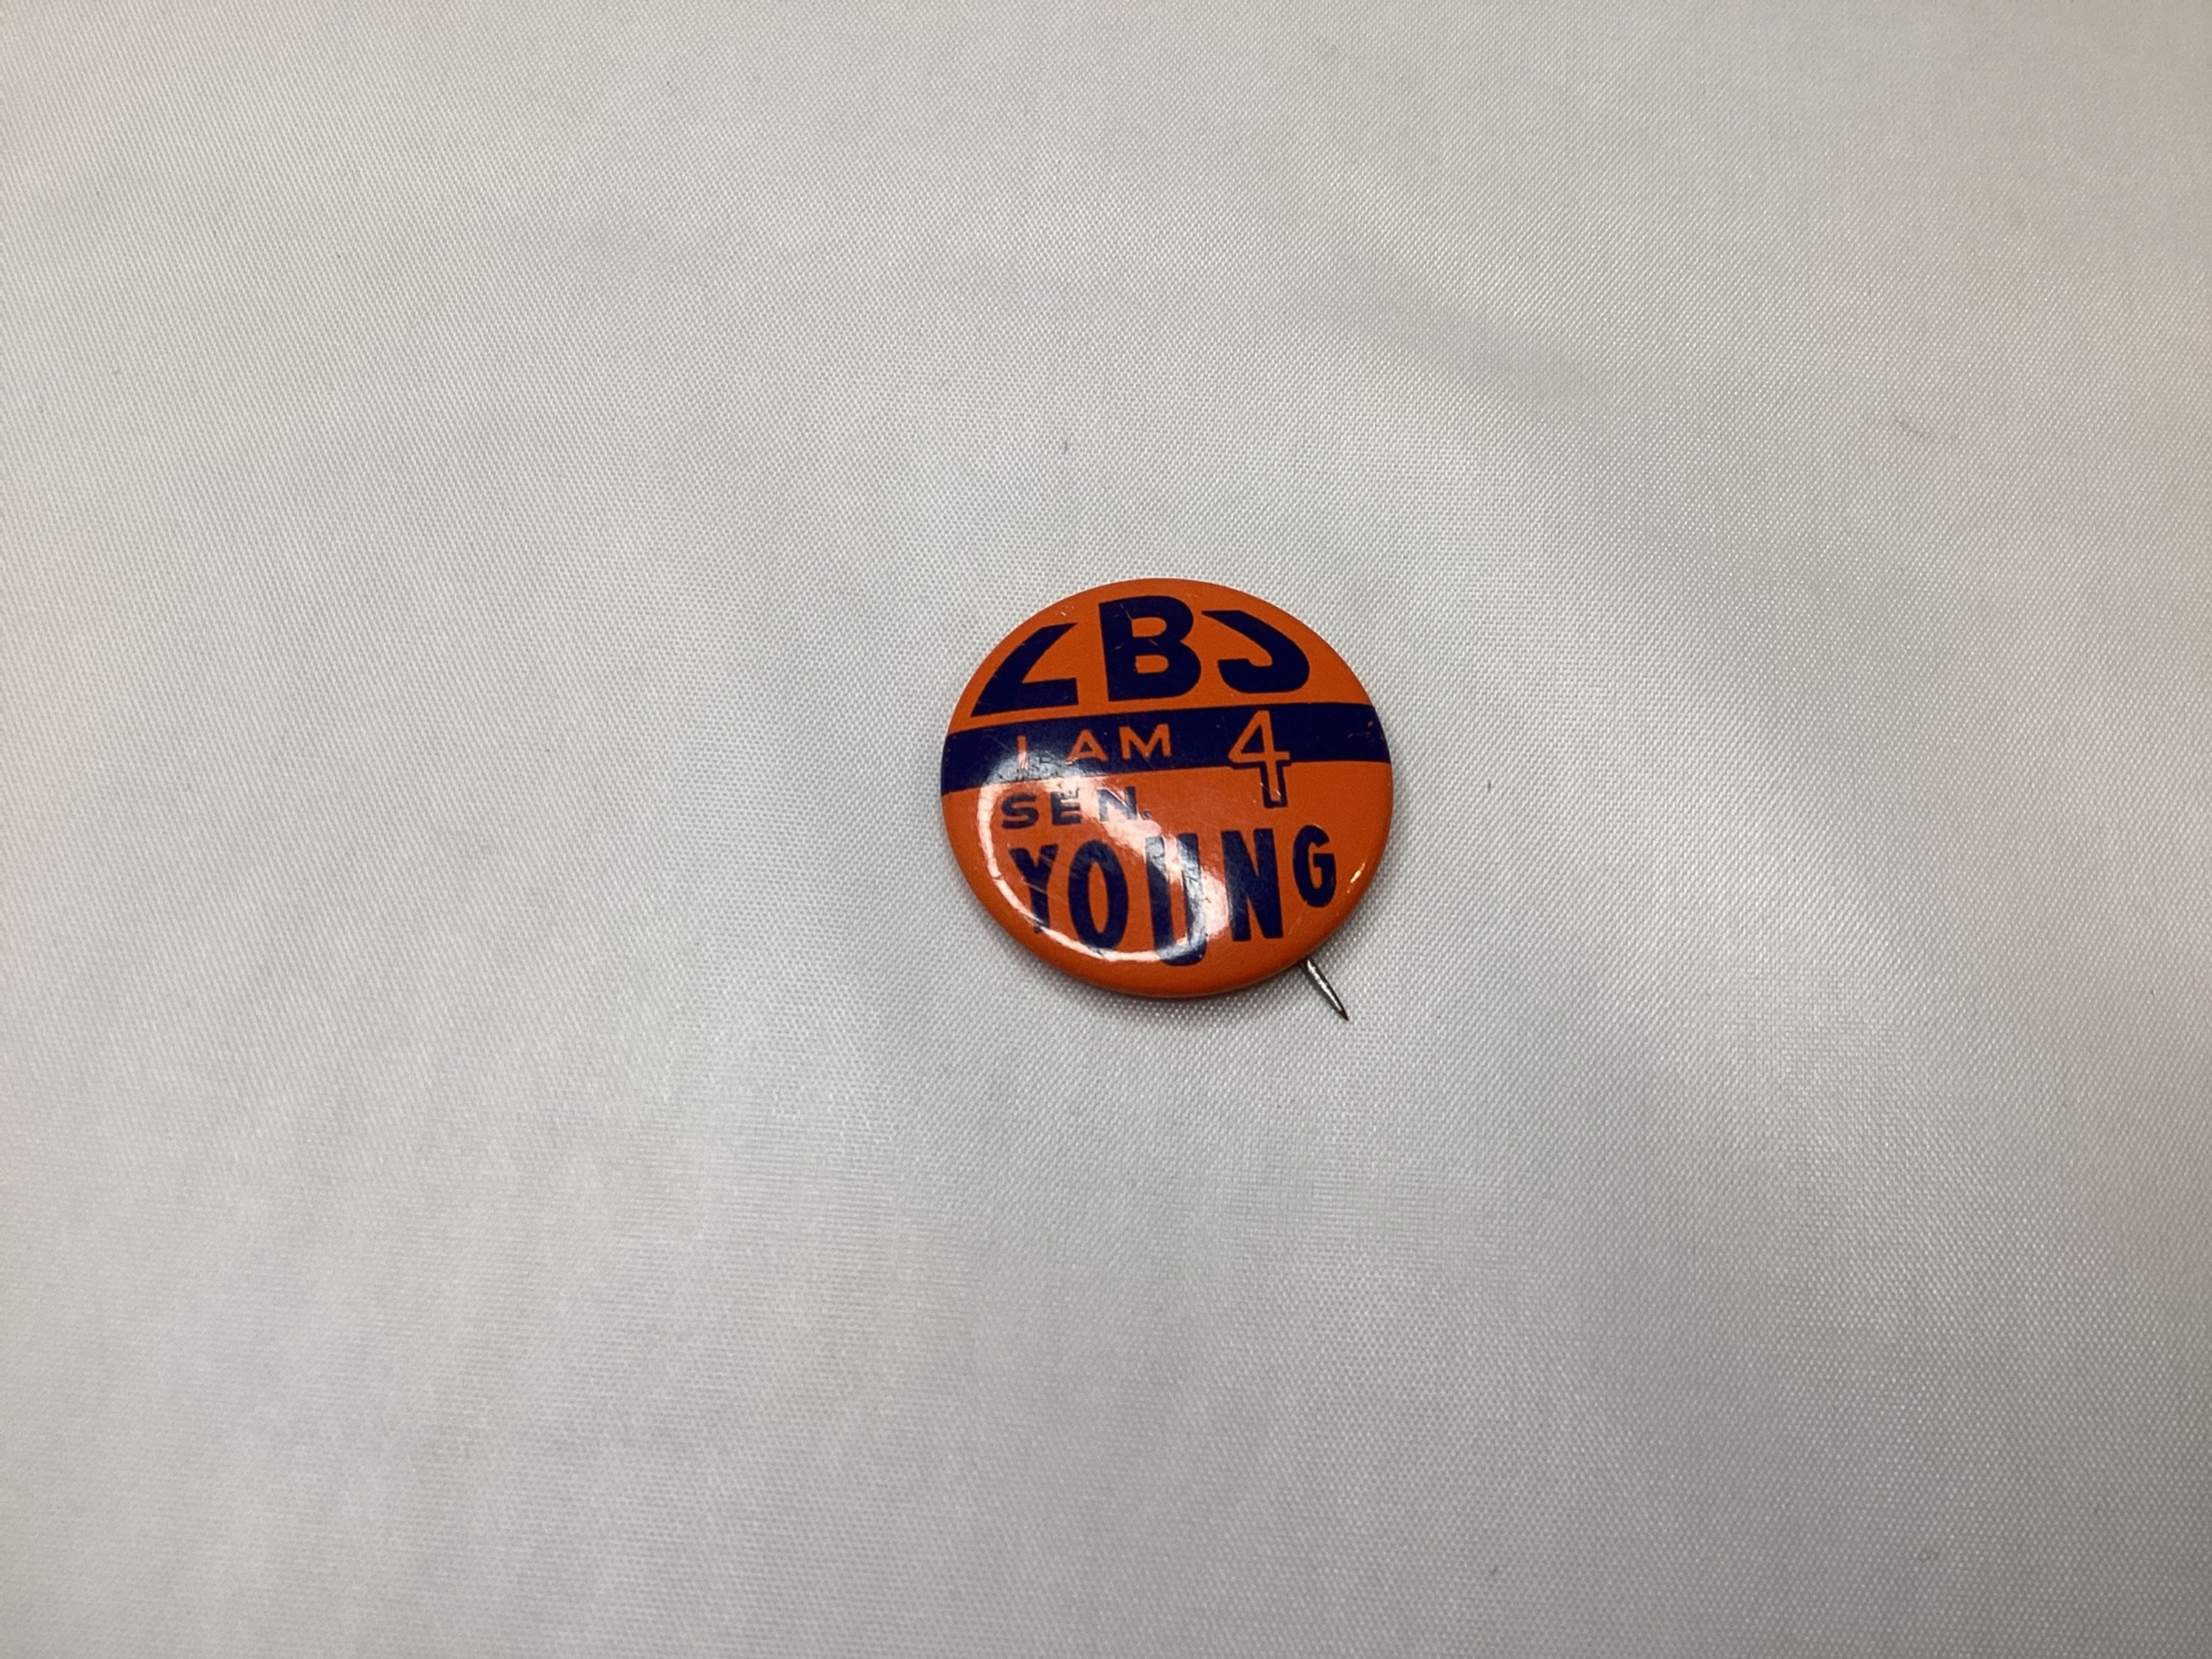 LBJ
I AM 4
SEN.
YOUNG